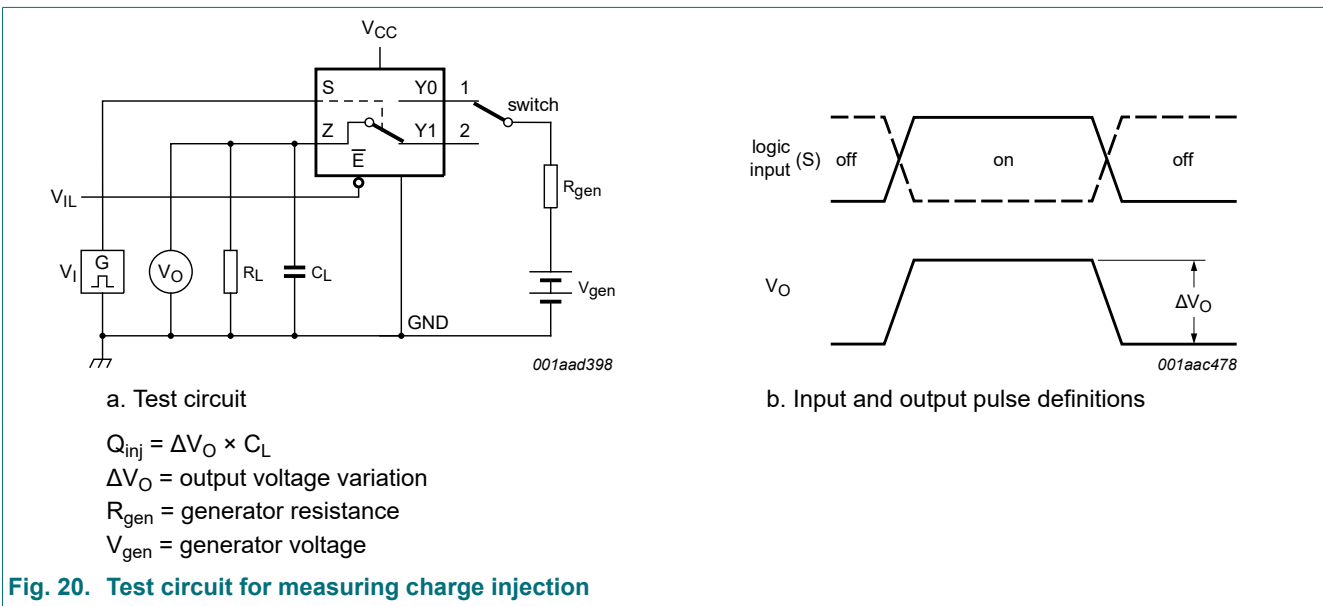 VCC
S
Y0
1
switch
Z
Y1
2
E
Rgen
VIL
VI
G
VO
RL
CL
Vgen
GND
001aad398
a. Test circuit
Qinj = ΔVO × CL
ΔVO = output voltage variation
Rgen = generator resistance
Vgen = generator voltage
logic
input
(S)
off
on
off
VO
ΔVO
001aac478
b. Input and output pulse definitions
Fig. 20. Test circuit for measuring charge injection